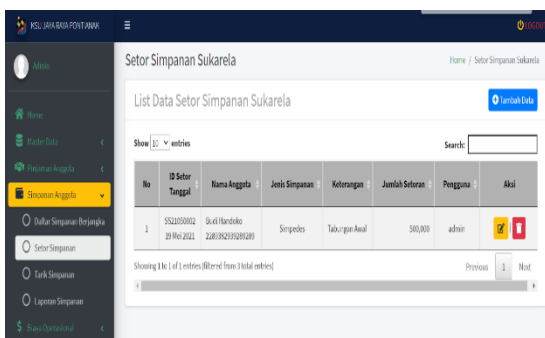 KSU JAYA RAYA PONTIANAK
LOGOUT
Admin
Setor Simpanan Sukarela
Home / Setor Simpanan Sukarela
Home
Master Data
Pinjaman Anggota
Simpanan Anggota
Daftar Simpanan Berjangka
Setor Simpanan
Tarik Simpanan
Laporan Simpanan
Biaya Operasional
List Data Setor Simpanan Sukarela
Tambah Data
Show 10 entries
Search:
No
ID Setor
Tanggal
Nama Anggota
Jenis Simpanan
Keterangan
Jumlah Setoran
Pengguna
Aksi
1
SS21050002
19 Mei 2021
Budi Handoko
Simpedes
Tabungan Awal
500,000
admin
Showing 1 to 1 of 1 entries (filtered from 3 total entries)
Previous 1 Next